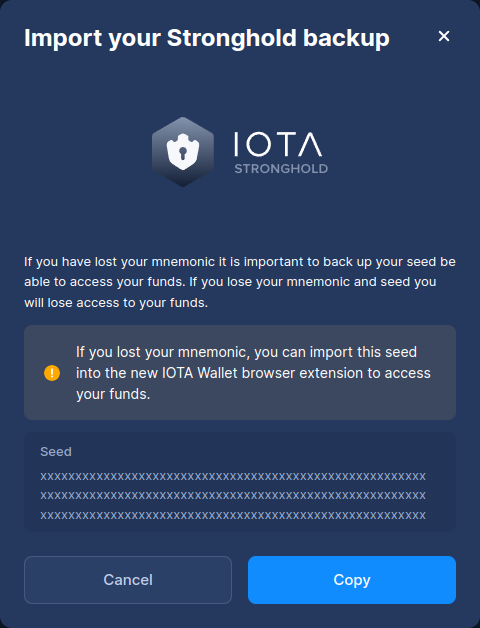 Import your Stronghold backup
IOTA
STRONGHOLD
If you have lost your mnemonic it is important to back up your seed be
able to access your funds. If you lose your mnemonic and seed you
will lose access to your funds.
If you lost your mnemonic, you can import this seed
into the new IOTA Wallet browser extension to access
your funds.
Seed
xxxxxxxxxxxxxxxxxxxxxxxxxxxxxxxxxxxxxxxxxxxxxxxxxxxxxxx
xxxxxxxxxxxxxxxxxxxxxxxxxxxxxxxxxxxxxxxxxxxxxxxxxxxxxxx
xxxxxxxxxxxxxxxxxxxxxxxxxxxxxxxxxxxxxxxxxxxxxxxxxxxxxxx
Cancel
Copy